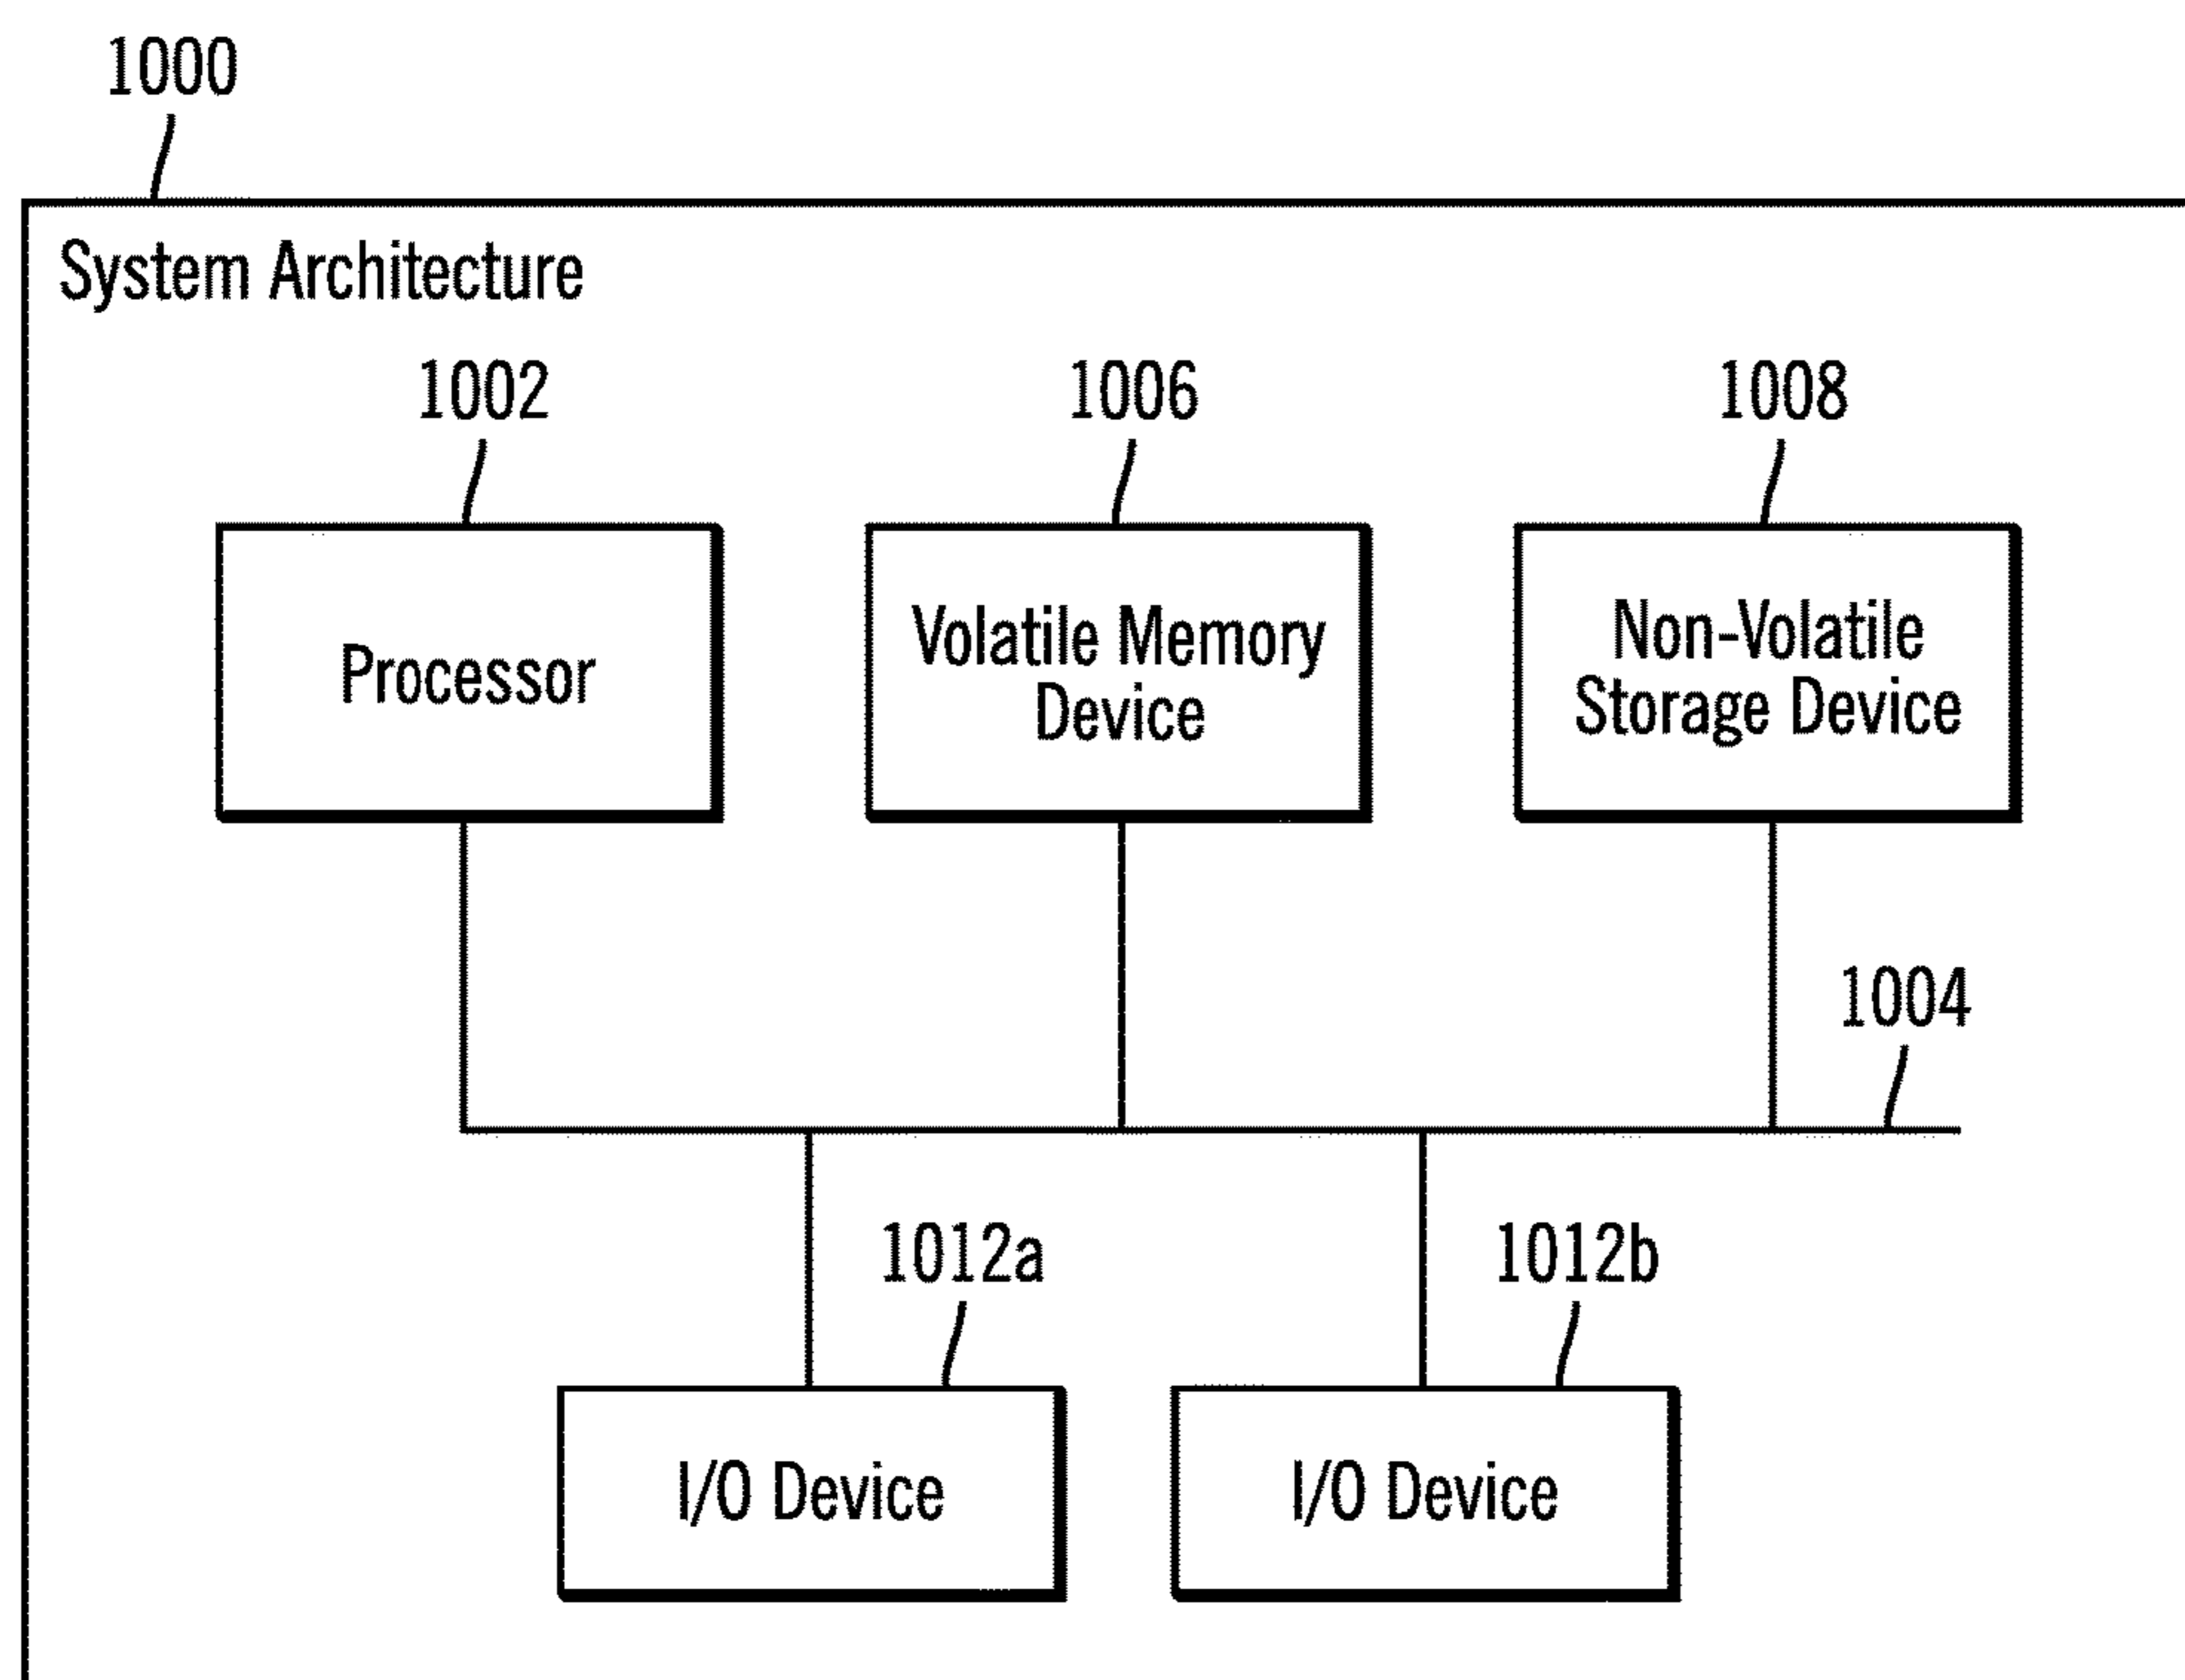 1000
System Architecture
1002
1006
1008
Processor
Volatile Memory
Device
Non-Volatile
Storage Device
1004
1012a
1012b
I/O Device
I/O Device